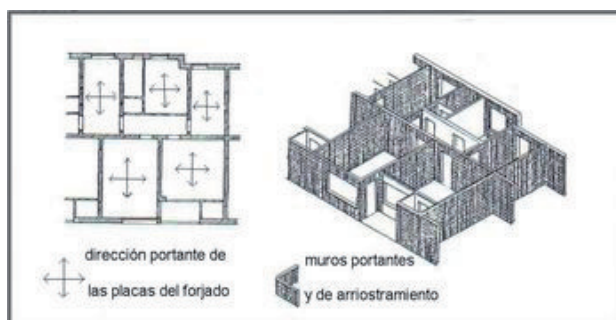 dirección portante de
las placas del forjado
muros portantes
y de arriostramiento